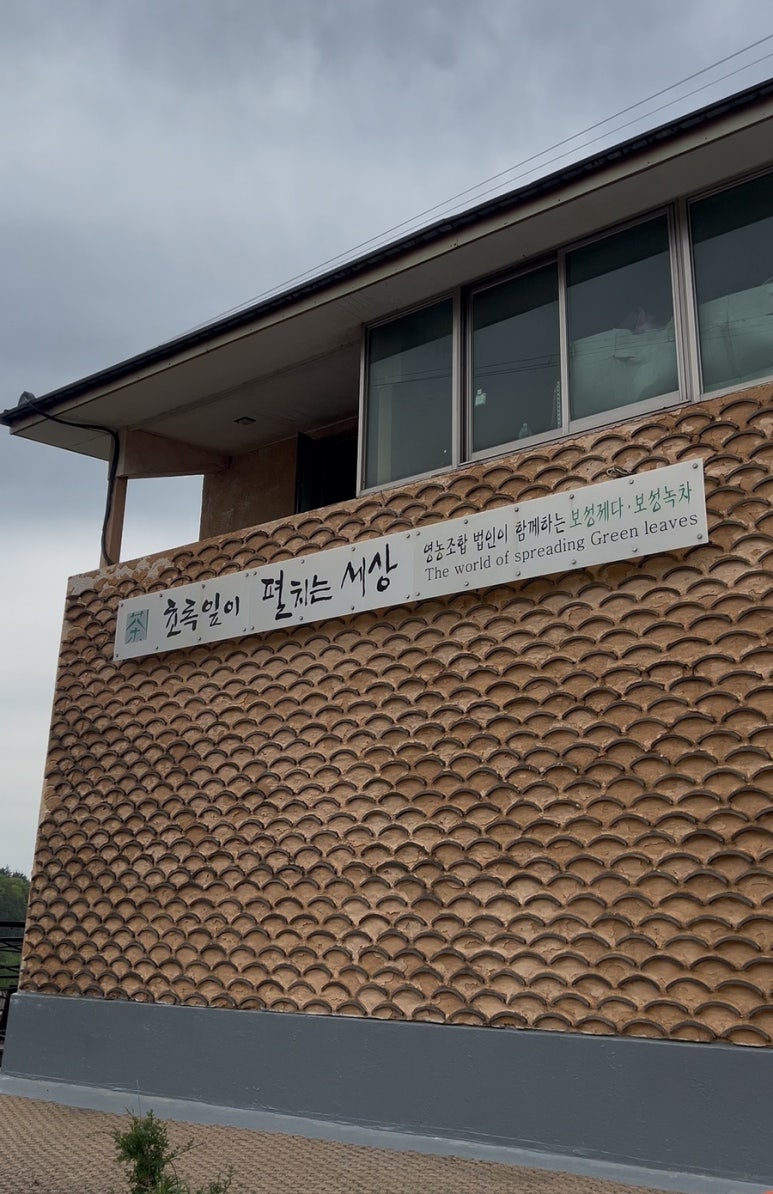 茶 초록잎이 펼치는 세상
영농조합 법인이 함께하는 보성제다·보성녹차
The world of spreading Green leaves